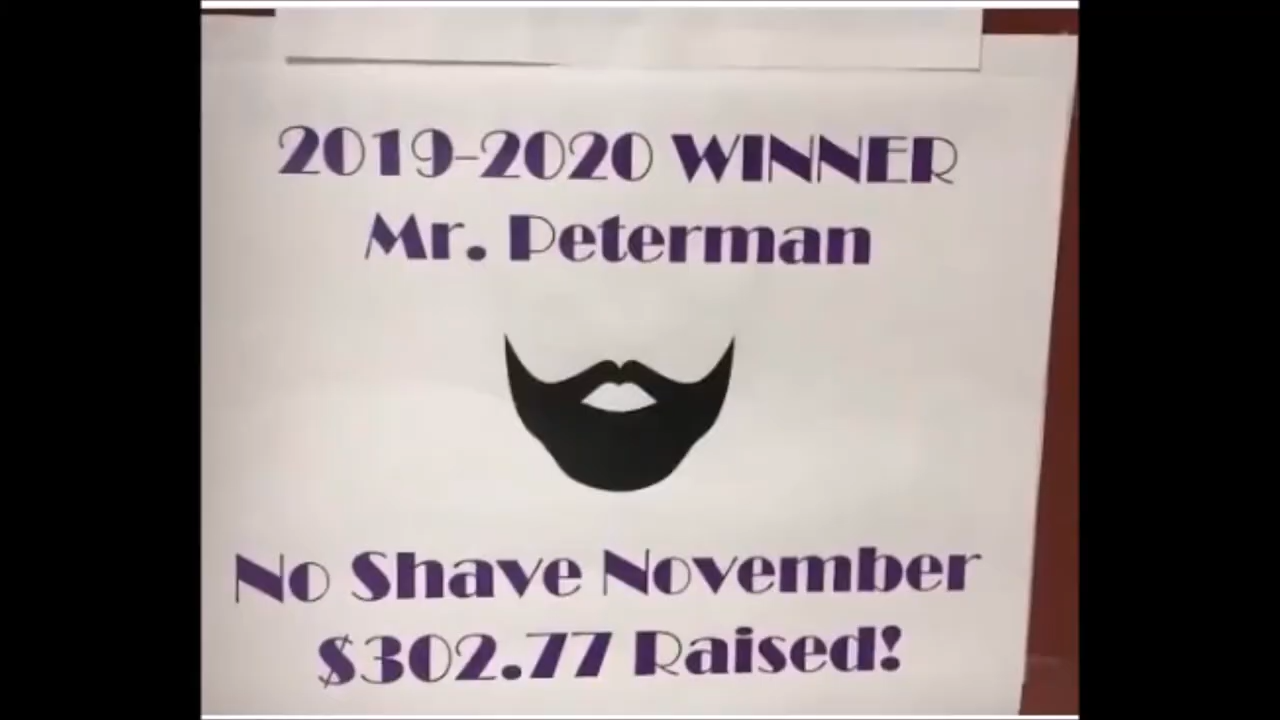 2019-2020 WINNER
Mr. Peterman
No Shave November
$302.77 Raised!